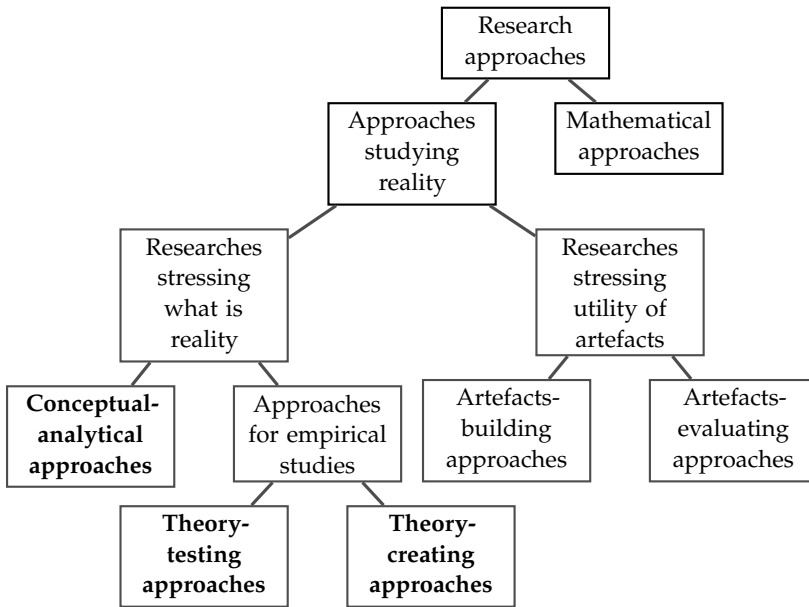 Research
approaches
Approaches
studying
reality
Mathematical
approaches
Researches
stressing
what is
reality
Researches
stressing
utility of
artefacts
Conceptual-
analytical
approaches
Approaches
for empirical
studies
Artefacts-
building
approaches
Artefacts-
evaluating
approaches
Theory-
testing
approaches
Theory-
creating
approaches